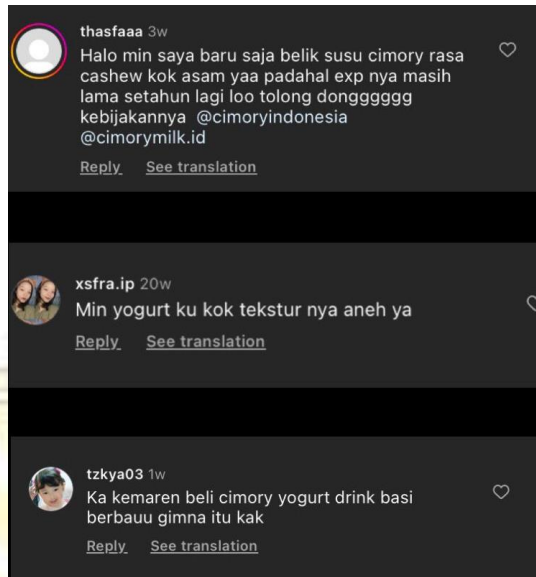 thasfaaa 3w
Halo min saya baru saja belik susu cimory rasa
cashew kok asam yaa padahal exp nya masih
lama setahun lagi loo tolong dongggggg
kebijakannya @cimoryindonesia
@cimorymilk.id
Reply See translation
xsfra.ip 20w
Min yogurt ku kok tekstur nya aneh ya
Reply See translation
tzkya03 1w
Ka kemaren beli cimory yogurt drink basi
berbauu gimna itu kak
Reply See translation